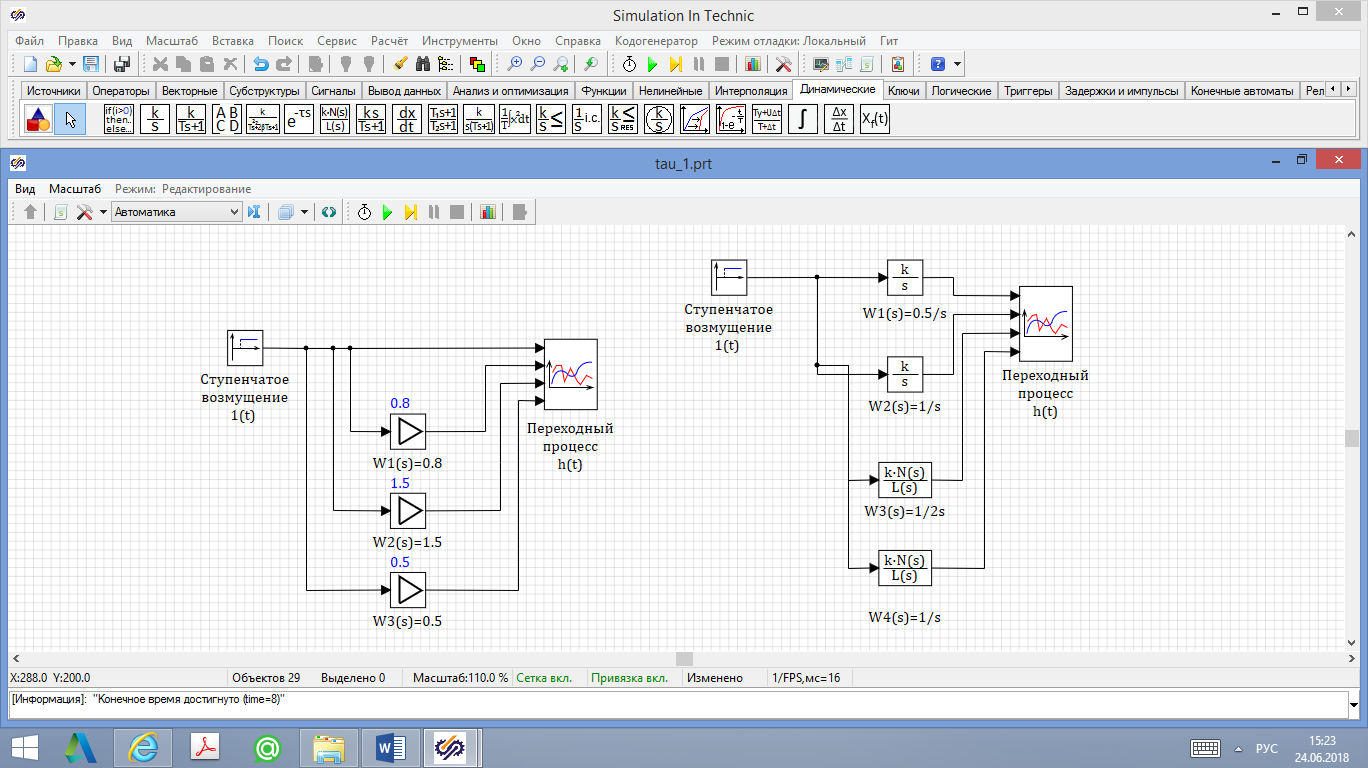 Simulation In Technic
Файл Правка Вид Масштаб Вставка Поиск Сервис Расчёт Инструменты Окно Справка Кодогенератор Режим отладки: Локальный Гит
Источники Операторы Векторные Субструктуры Сигналы Вывод данных Анализ и оптимизация Функции Нелинейные Интерполяция Динамические Ключи Логические Триггеры Задержки и импульсы Конечные автоматы Рел
tau_1.prt
Вид Масштаб Режим: Редактирование
Автоматика
Ступенчатое
возмущение
1(t)
0.8
W1(s)=0.8
1.5
W2(s)=1.5
0.5
W3(s)=0.5
Переходный
процесс
h(t)
Ступенчатое
возмущение
1(t)
k
s
W1(s)=0.5/s
k
s
W2(s)=1/s
k·N(s)
L(s)
W3(s)=1/2s
k·N(s)
L(s)
W4(s)=1/s
Переходный
процесс
h(t)
X:288.0 Y:200.0 Объектов 29 Выделено 0 Масштаб:110.0 % Сетка вкл. Привязка вкл. Изменено 1/FPS,мс=16
[Информация]: "Конечное время достигнуто (time=8)"
РУС
15:23
24.06.2018